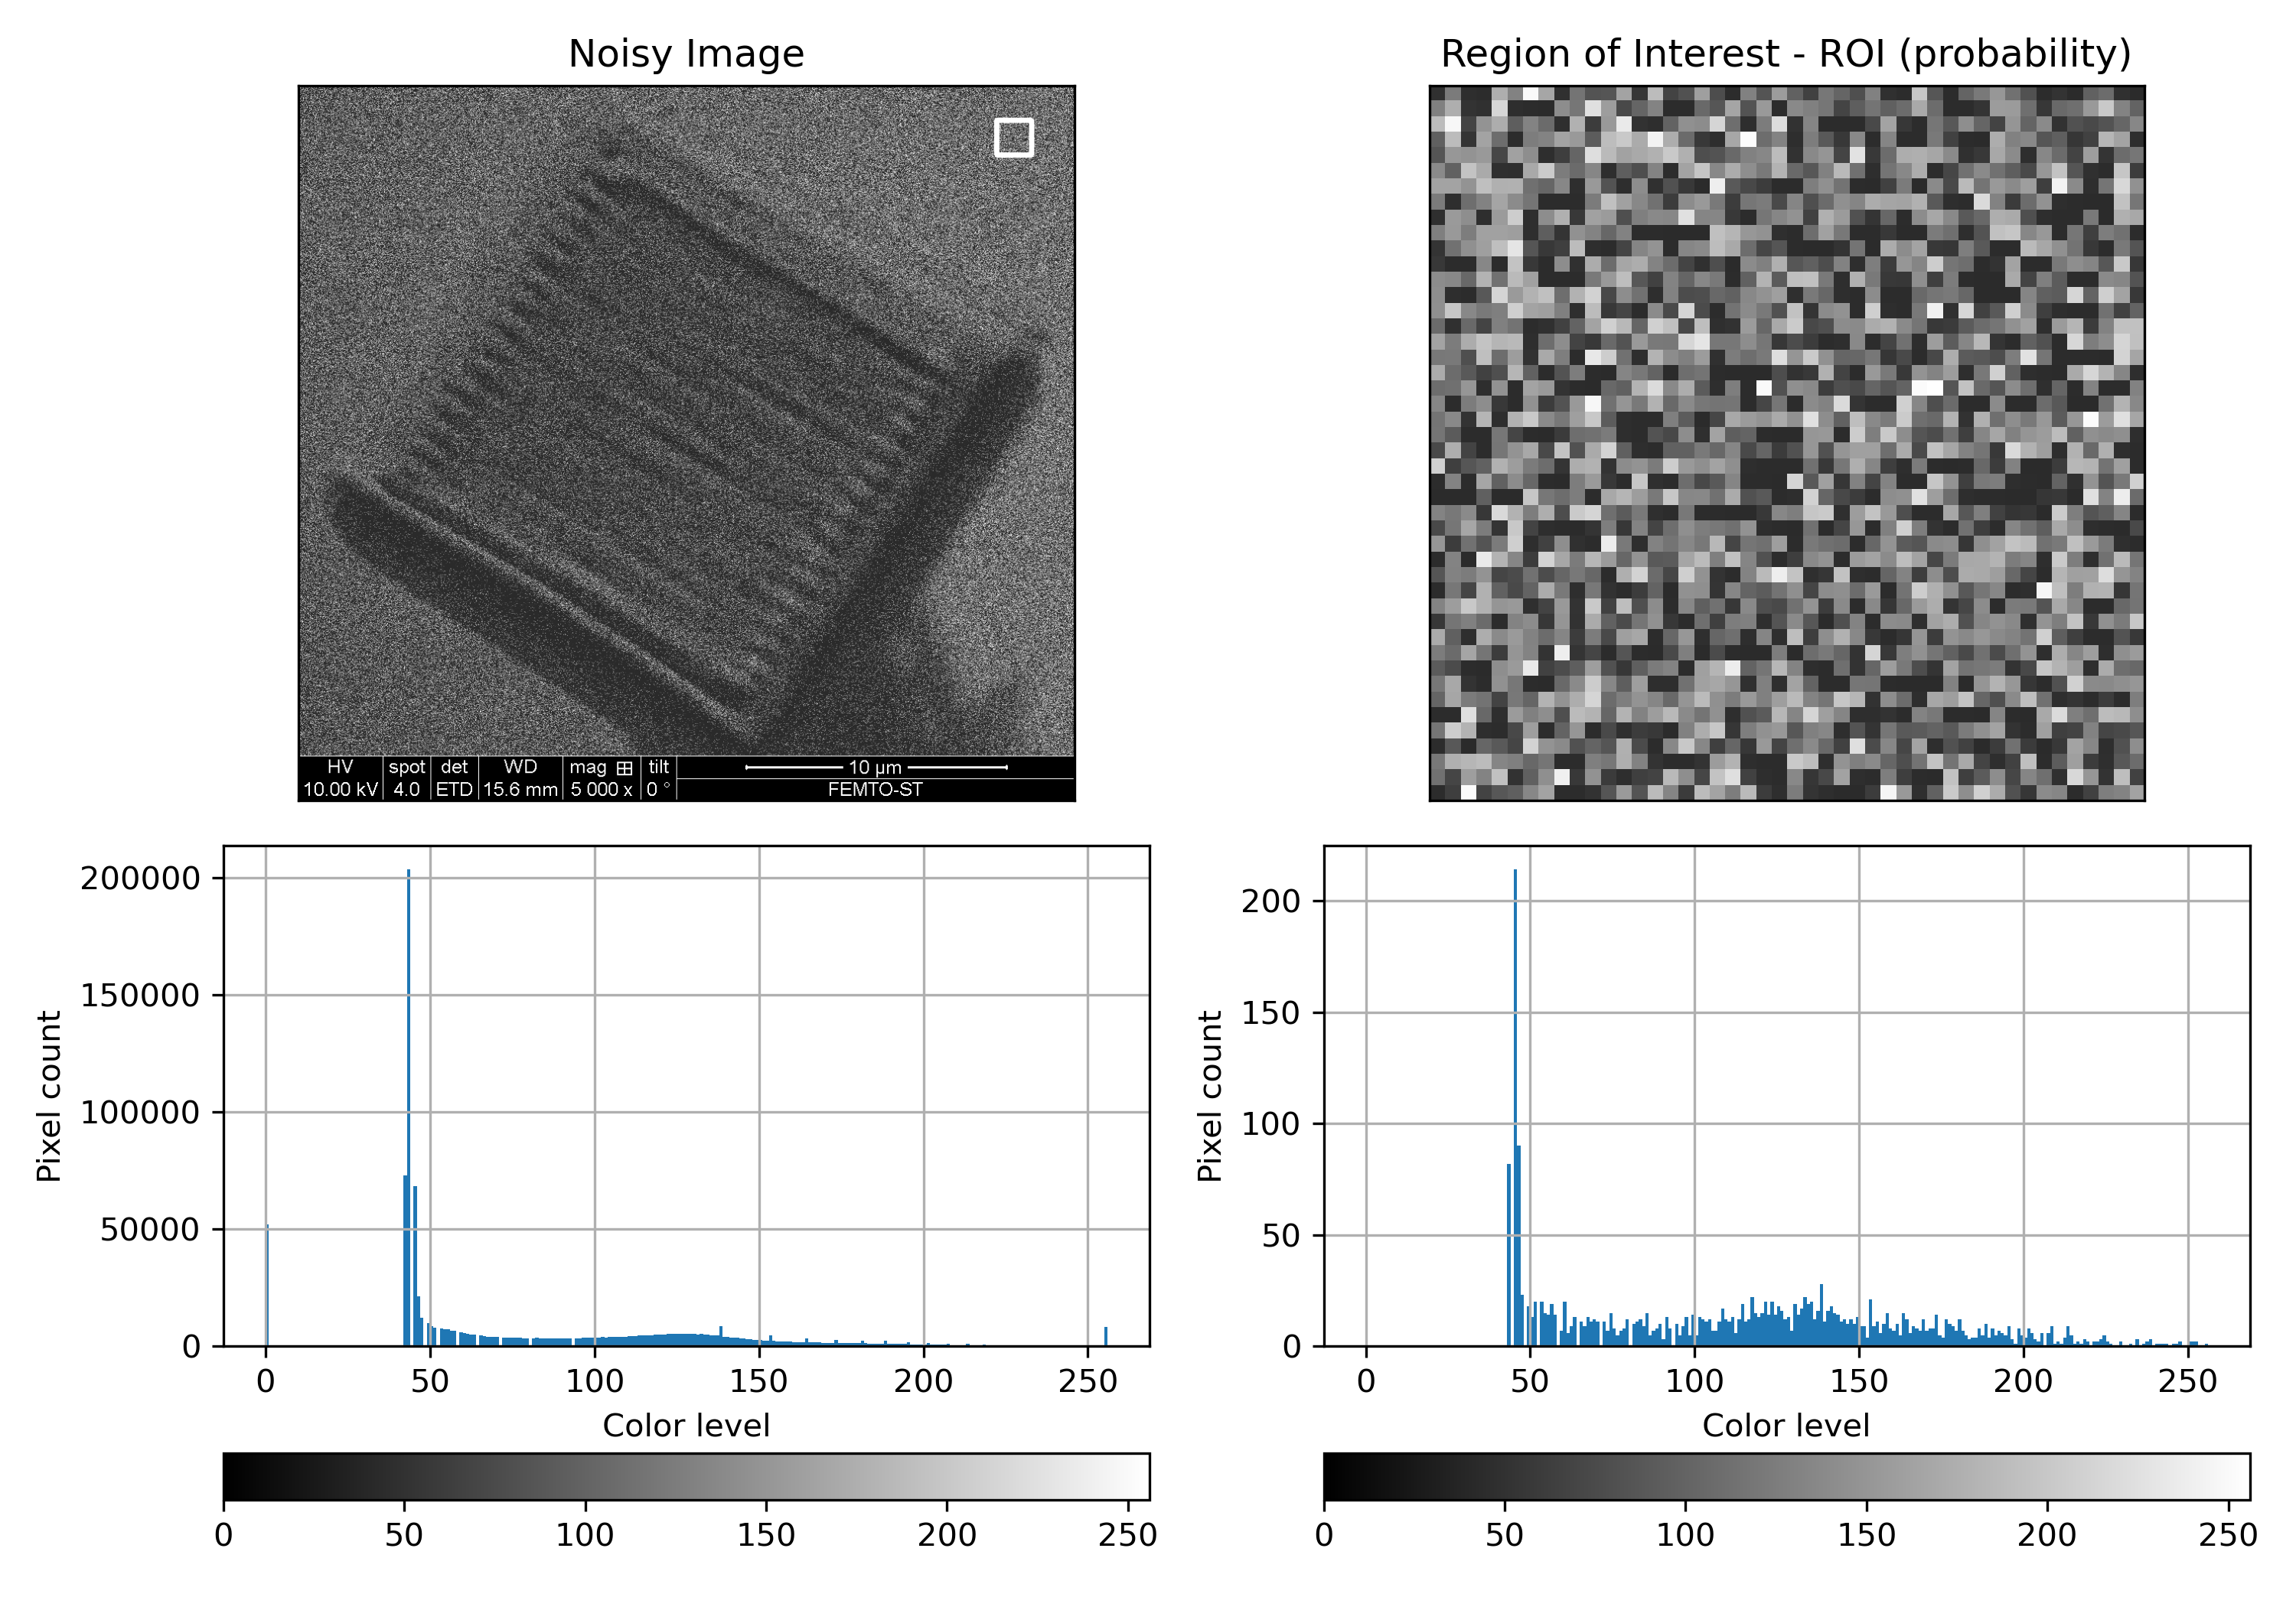 Noisy Image
Region of Interest - ROI (probability)
HV spot det WD mag tilt 10 µm
10.00 kV 4.0 ETD 15.6 mm 5 000 x 0 ° FEMTO-ST
200000
150000
100000
50000
0
Pixel count
0 50 100 150 200 250
Color level
0 50 100 150 200 250
200
150
100
50
0
Pixel count
0 50 100 150 200 250
Color level
0 50 100 150 200 250